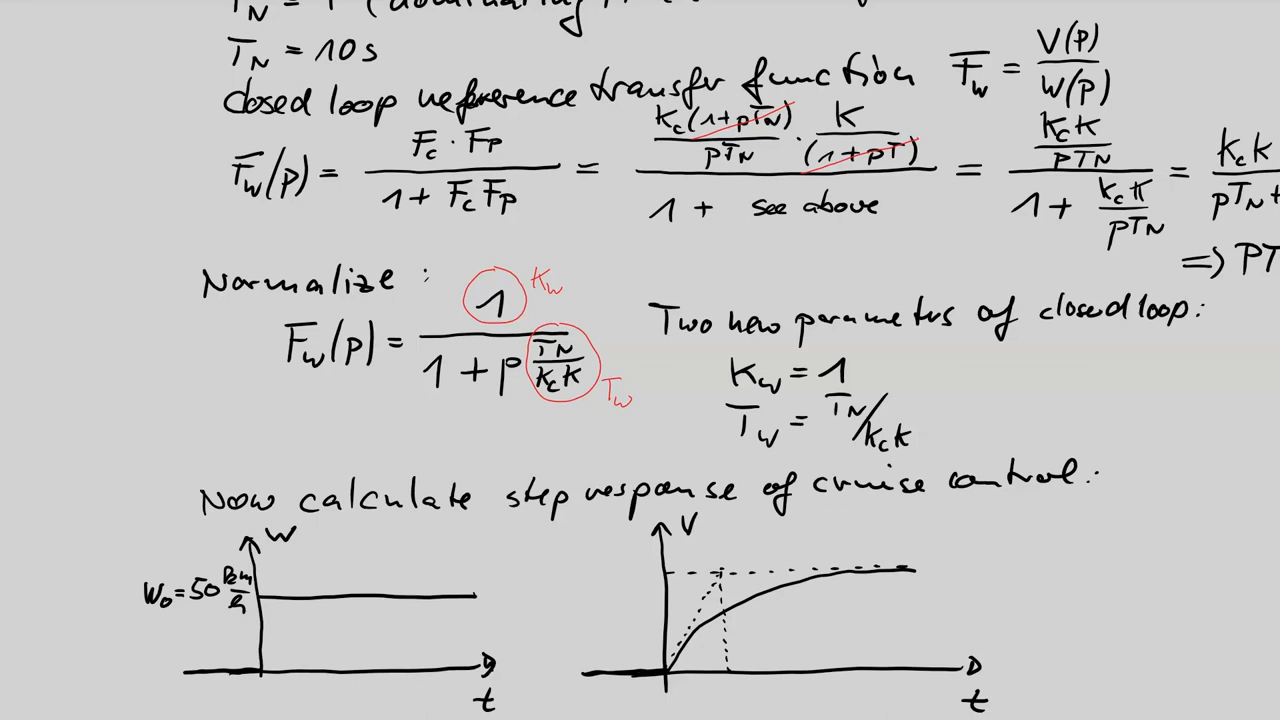 T_N = T (dominating
T_N = 10 s
closed loop reference transfer function F_W = V(p)/W(p)
F_W(p) = (F_C · F_P)/(1 + F_C F_P) = (K_C(1+pT_N)/pT_N · K/(1+pT))/(1 + see above) = (K_C K/pT_N)/(1 + K_C K/pT_N) = K_C K/pT_N +
=> PT
Normalize :
F_W(p) = 1/(1 + p T_N/K_C K) K_W T_W
Two new parameters of closed loop:
K_W = 1
T_W = T_N/K_C K
Now calculate step response of cruise control:
W
W_0 = 50 km/h
t
V
t